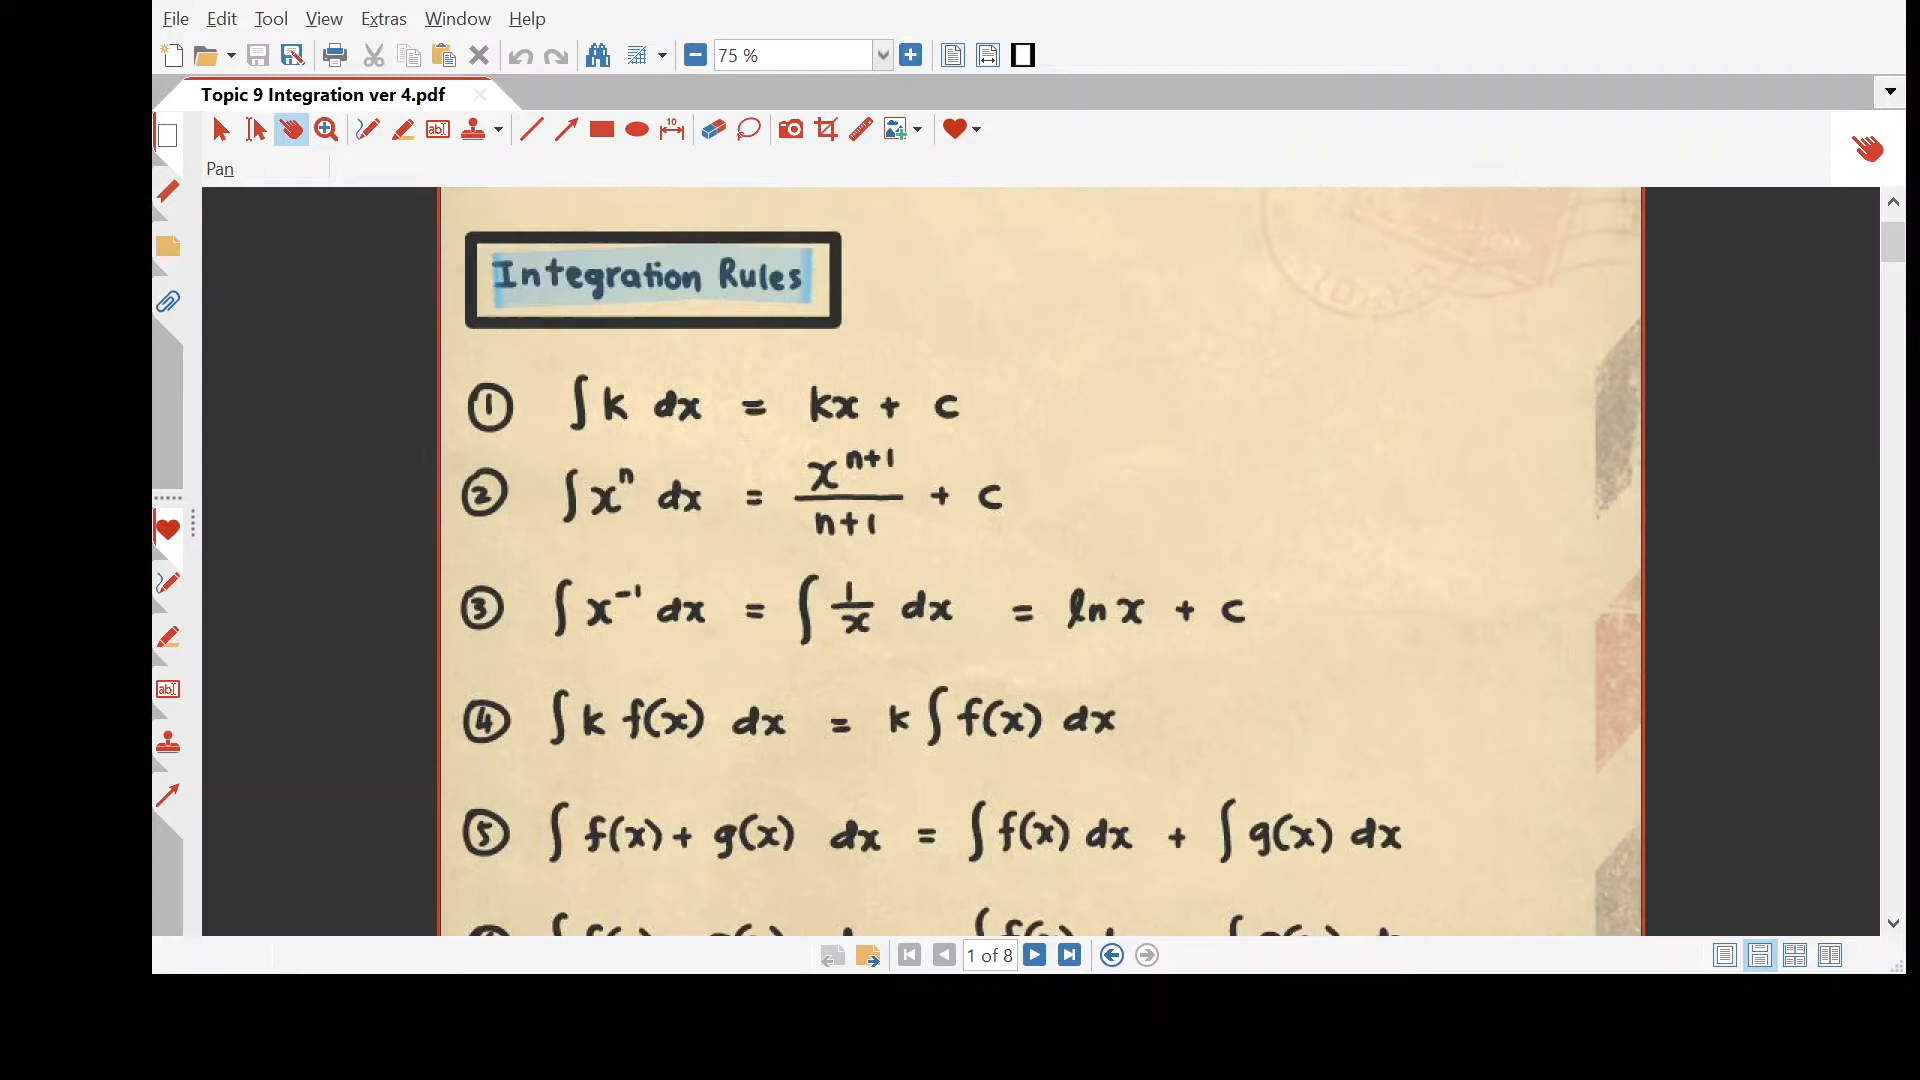 File Edit Tool View Extras Window Help
75 %
Topic 9 Integration ver 4.pdf
Pan
Integration Rules
① ∫ k dx = kx + c
② ∫ xⁿ dx = xⁿ⁺¹ / n+1 + c
③ ∫ x⁻¹ dx = ∫ 1/x dx = ln x + c
④ ∫ k f(x) dx = k ∫ f(x) dx
⑤ ∫ f(x) + g(x) dx = ∫ f(x) dx + ∫ g(x) dx
1 of 8